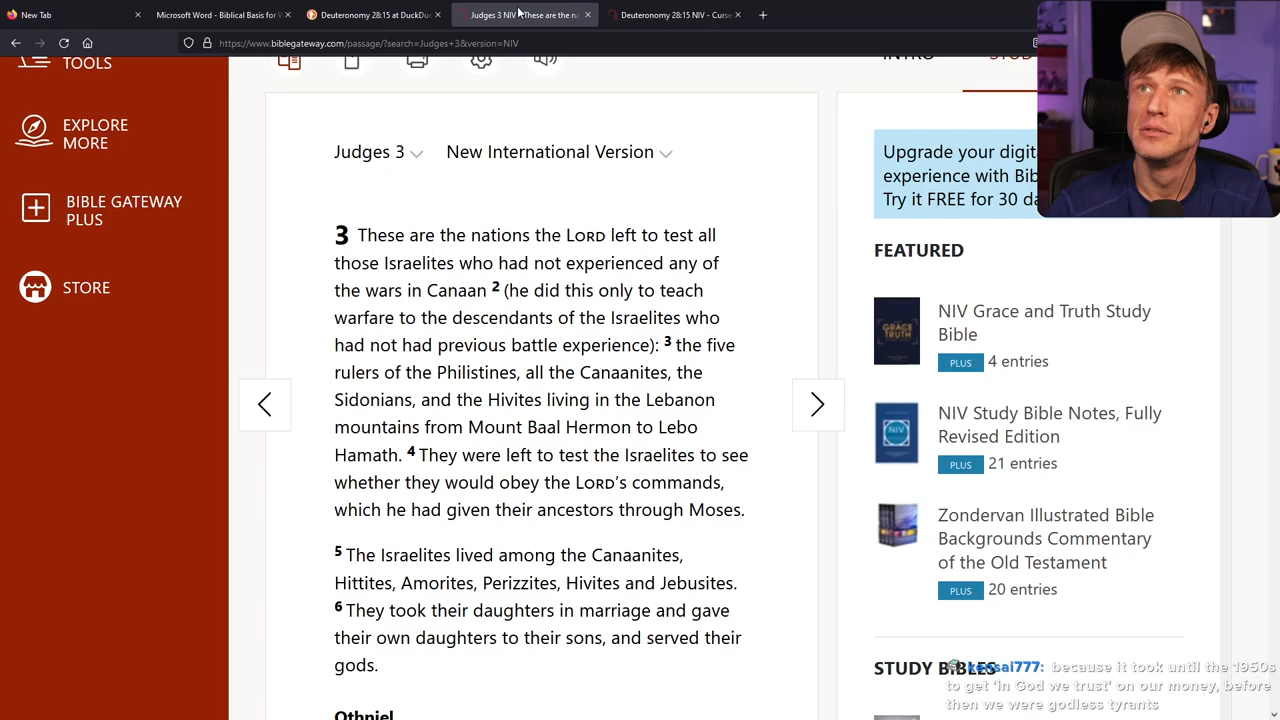 New Tab
Microsoft Word - Biblical Basis for W
Deuteronomy 28:15 at DuckDuc
Judges 3 NIV - These are the na
Deuteronomy 28:15 NIV - Curse
https://www.biblegateway.com/passage/?search=Judges+3&version=NIV
TOOLS
EXPLORE
MORE
BIBLE GATEWAY
PLUS
STORE
INTRO
Judges 3
New International Version
3 These are the nations the LORD left to test all
those Israelites who had not experienced any of
the wars in Canaan 2 (he did this only to teach
warfare to the descendants of the Israelites who
had not had previous battle experience): 3 the five
rulers of the Philistines, all the Canaanites, the
Sidonians, and the Hivites living in the Lebanon
mountains from Mount Baal Hermon to Lebo
Hamath. 4 They were left to test the Israelites to see
whether they would obey the LORD's commands,
which he had given their ancestors through Moses.
5 The Israelites lived among the Canaanites,
Hittites, Amorites, Perizzites, Hivites and Jebusites.
6 They took their daughters in marriage and gave
their own daughters to their sons, and served their
gods.
Othniel
Upgrade your digit
experience with Bib
Try it FREE for 30 da
FEATURED
NIV Grace and Truth Study
Bible
PLUS 4 entries
NIV Study Bible Notes, Fully
Revised Edition
PLUS 21 entries
Zondervan Illustrated Bible
Backgrounds Commentary
of the Old Testament
PLUS 20 entries
STUDY BIBLES
kensai777: because it took until the 1950s
to get 'in God we trust' on our money, before
then we were godless tyrants